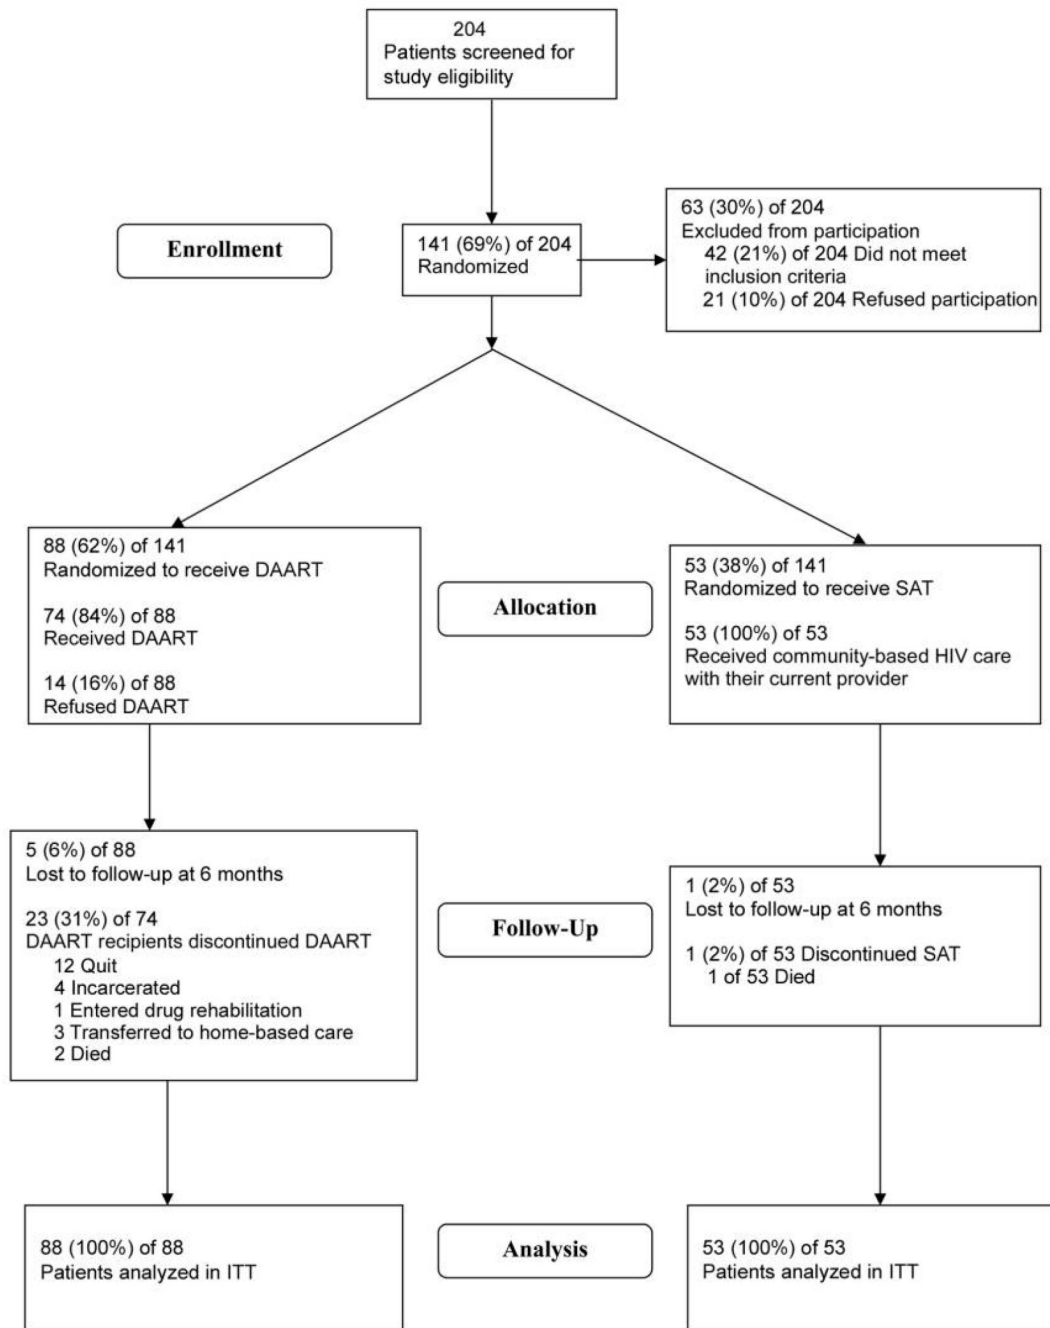 204
Patients screened for
study eligibility
Enrollment
141 (69%) of 204
Randomized
63 (30%) of 204
Excluded from participation
42 (21%) of 204 Did not meet
inclusion criteria
21 (10%) of 204 Refused participation
88 (62%) of 141
Randomized to receive DAART
74 (84%) of 88
Received DAART
14 (16%) of 88
Refused DAART
Allocation
53 (38%) of 141
Randomized to receive SAT
53 (100%) of 53
Received community-based HIV care
with their current provider
5 (6%) of 88
Lost to follow-up at 6 months
23 (31%) of 74
DAART recipients discontinued DAART
12 Quit
4 Incarcerated
1 Entered drug rehabilitation
3 Transferred to home-based care
2 Died
Follow-Up
1 (2%) of 53
Lost to follow-up at 6 months
1 (2%) of 53 Discontinued SAT
1 of 53 Died
88 (100%) of 88
Patients analyzed in ITT
Analysis
53 (100%) of 53
Patients analyzed in ITT